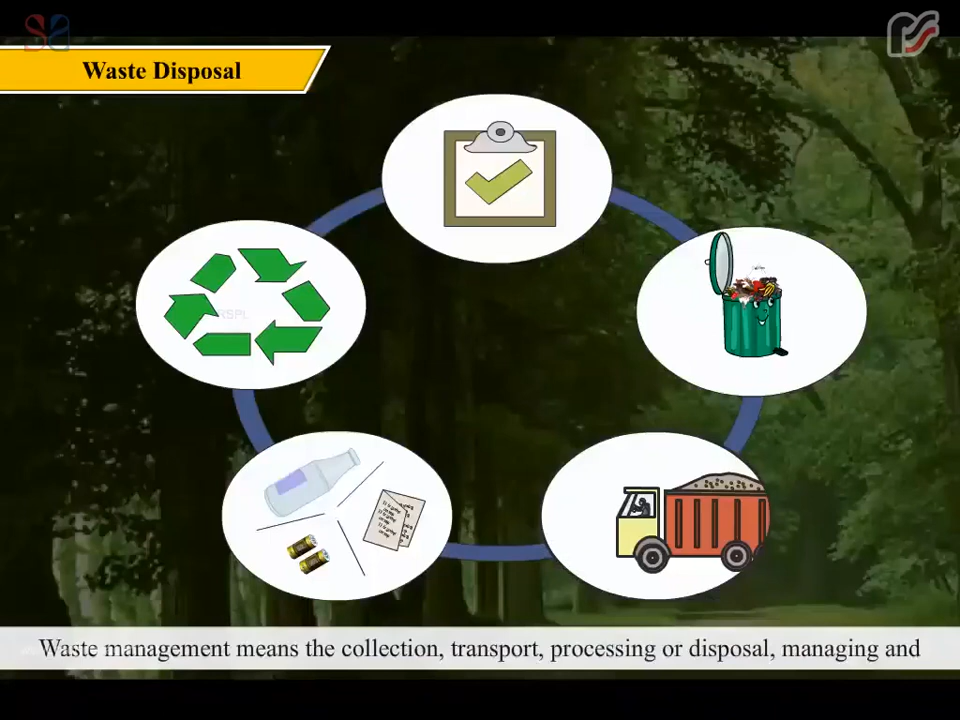 Waste Disposal
Waste management means the collection, transport, processing or disposal, managing and